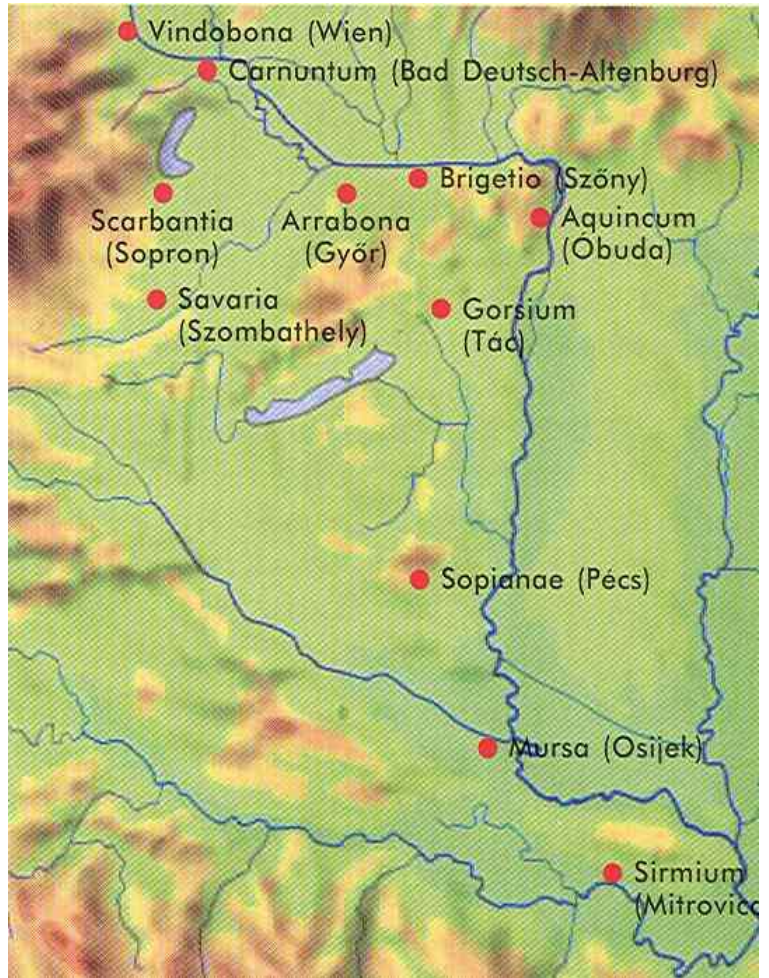 Vindobona (Wien)
Carnuntum (Bad Deutsch-Altenburg)
Brigetio (Szőny)
Scarbantia
(Sopron)
Arrabona
(Győr)
Aquincum
(Óbuda)
Savaria
(Szombathely)
Gorsium
(Tác)
Sopianae (Pécs)
Mursa (Osijek)
Sirmium
(Mitrovica